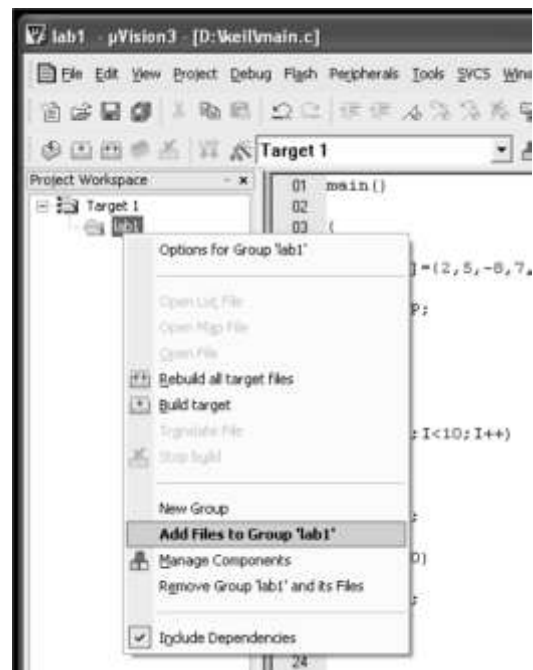 lab1 - µVision3 - [D:\keil\main.c]
File Edit View Project Debug Flash Peripherals Tools SVCS
Target 1
Project Workspace
Target 1
lab1
01 main()
02
03 {
]={2,5,-8,7,
P;
;I<10;I++)
;
0)
;
24
Options for Group 'lab1'
Open List File
Open Map File
Open File
Rebuild all target files
Build target
Translate File
Stop build
New Group
Add Files to Group 'lab1'
Manage Components
Remove Group 'lab1' and its Files
Include Dependencies